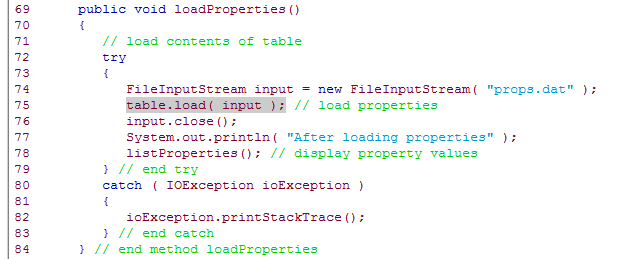 69 public void loadProperties()
70 {
71 // load contents of table
72 try
73 {
74 FileInputStream input = new FileInputStream( "props.dat" );
75 table.load( input ); // load properties
76 input.close();
77 System.out.println( "After loading properties" );
78 listProperties(); // display property values
79 } // end try
80 catch ( IOException ioException )
81 {
82 ioException.printStackTrace();
83 } // end catch
84 } // end method loadProperties